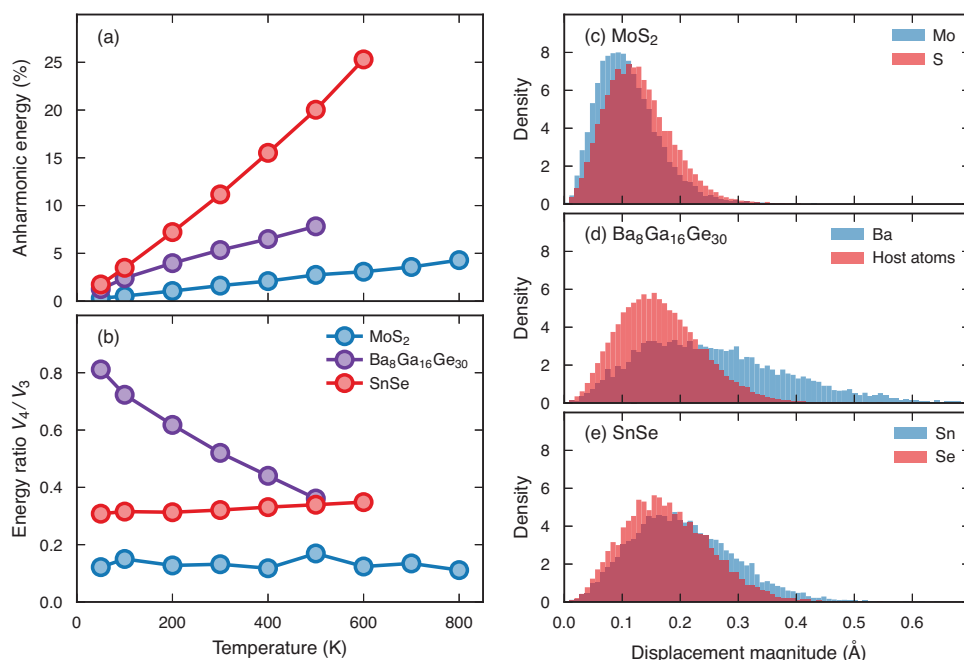 (a)
Anharmonic energy (%)
25
20
15
10
5
0
(b)
MoS₂
Ba₈Ga₁₆Ge₃₀
SnSe
Energy ratio V₄/V₃
0.8
0.6
0.4
0.2
0.0
0 200 400 600 800
Temperature (K)
(c) MoS₂
Mo
S
Density
8
6
4
2
0
(d) Ba₈Ga₁₆Ge₃₀
Ba
Host atoms
Density
8
6
4
2
0
(e) SnSe
Sn
Se
Density
8
6
4
2
0
0.0 0.1 0.2 0.3 0.4 0.5 0.6
Displacement magnitude (Å)